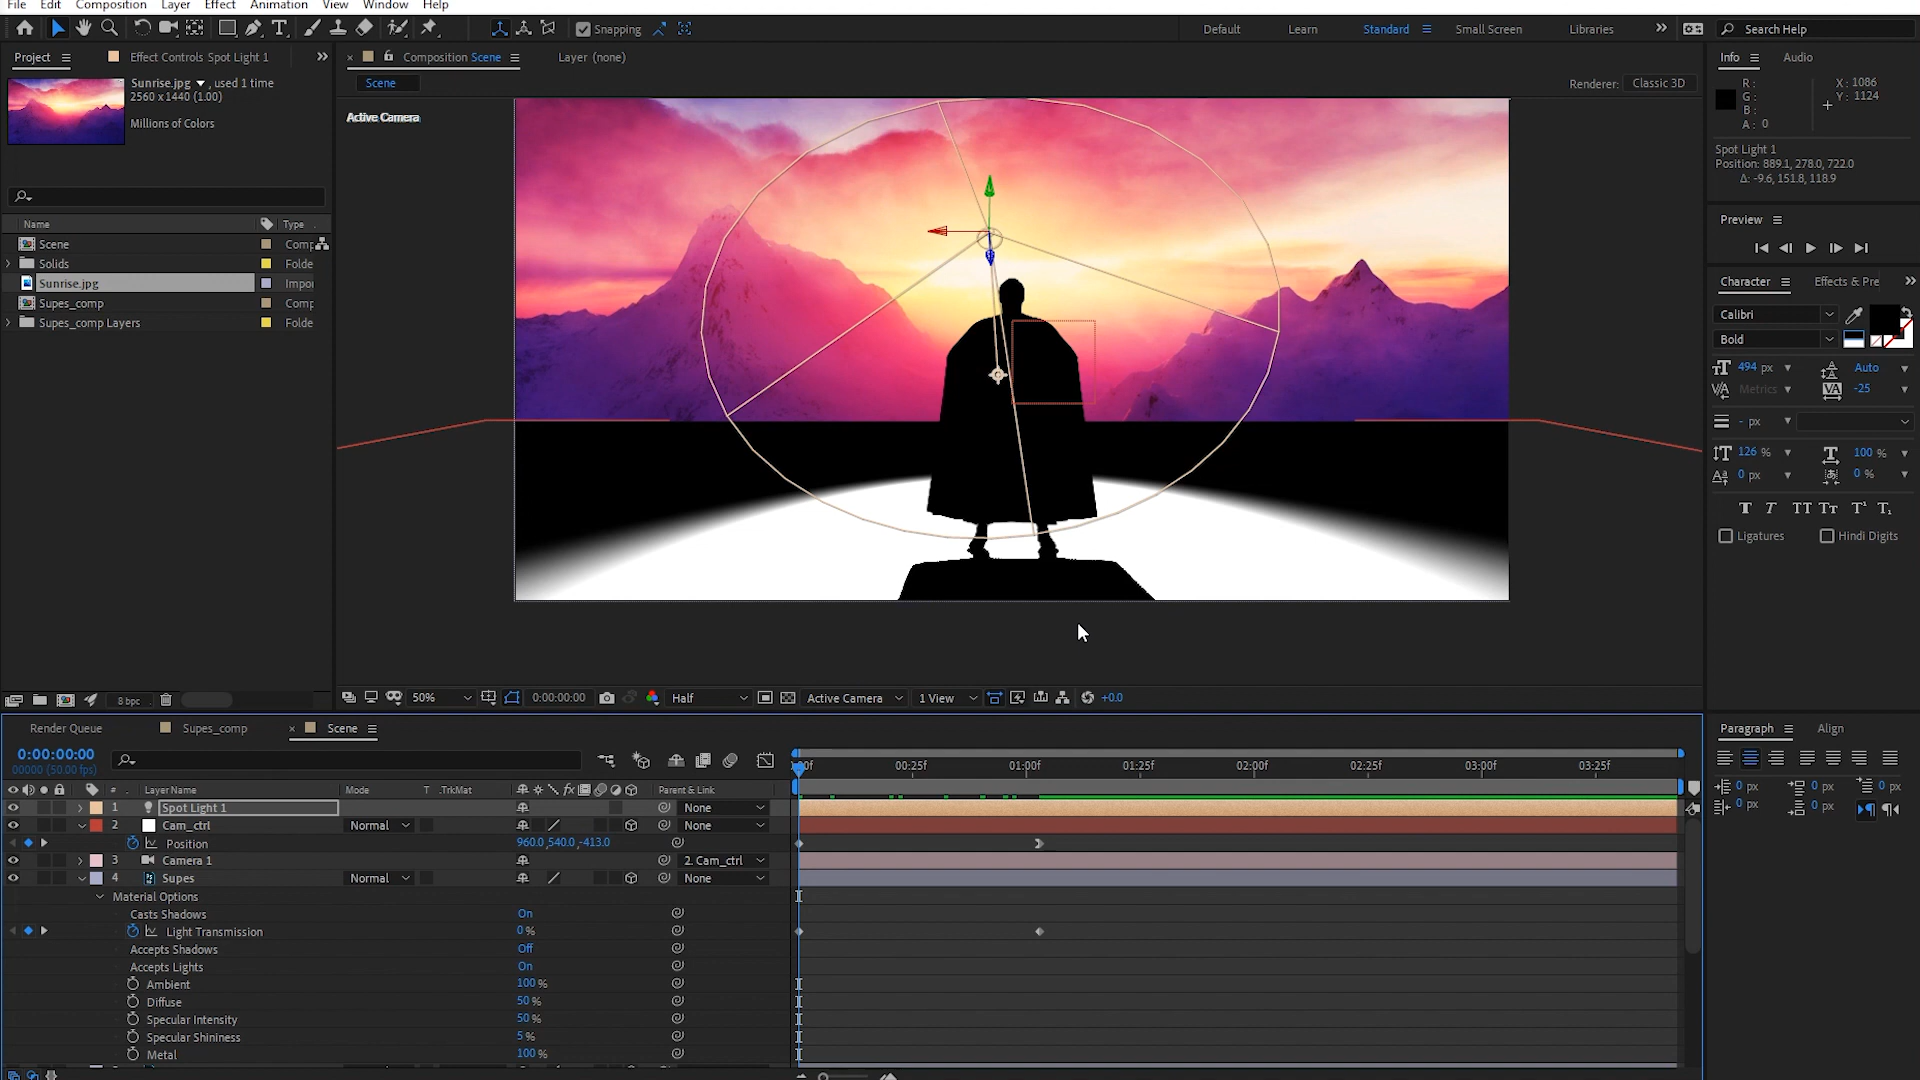 File Edit Composition Layer Effect Animation View Window Help
Snapping
Default Learn Standard Small Screen Libraries Search Help
Project Effect Controls Spot Light 1
Composition Scene Layer (none)
Info Audio
Sunrise.jpg , used 1 time
2560 x 1440 (1.00)
Millions of Colors
Scene
Renderer: Classic 3D
R:
G:
B:
A: 0
X: 1086
Y: 1124
Active Camera
Spot Light 1
Position: 889.1, 278.0, 722.0
Δ: -9.6, 151.8, 118.9
Preview
Name Type
Scene Comp
Solids Folde
Sunrise.jpg Impor
Supes_comp Comp
Supes_comp Layers Folde
Character Effects & Pre
Calibri
Bold
494 px Auto
Metrics -25
- px
126 % 100 %
0 px 0 %
T T TT Tт T¹ T₁
Ligatures Hindi Digits
8 bpc
50% 0:00:00:00 Half Active Camera 1 View +0.0
Render Queue Supes_comp Scene
Paragraph Align
0:00:00:00
00000 (50.00 fps)
00f 00:25f 01:00f 01:25f 02:00f 02:25f 03:00f 03:25f
# Layer Name Mode T .TrkMat Parent & Link
0 px 0 px 0 px
0 px 0 px
1 Spot Light 1 None
2 Cam_ctrl Normal None
Position 960.0,540.0,-413.0
3 Camera 1 2. Cam_ctrl
4 Supes Normal None
Material Options
Casts Shadows On
Light Transmission 0 %
Accepts Shadows Off
Accepts Lights On
Ambient 100 %
Diffuse 50 %
Specular Intensity 50 %
Specular Shininess 5 %
Metal 100 %